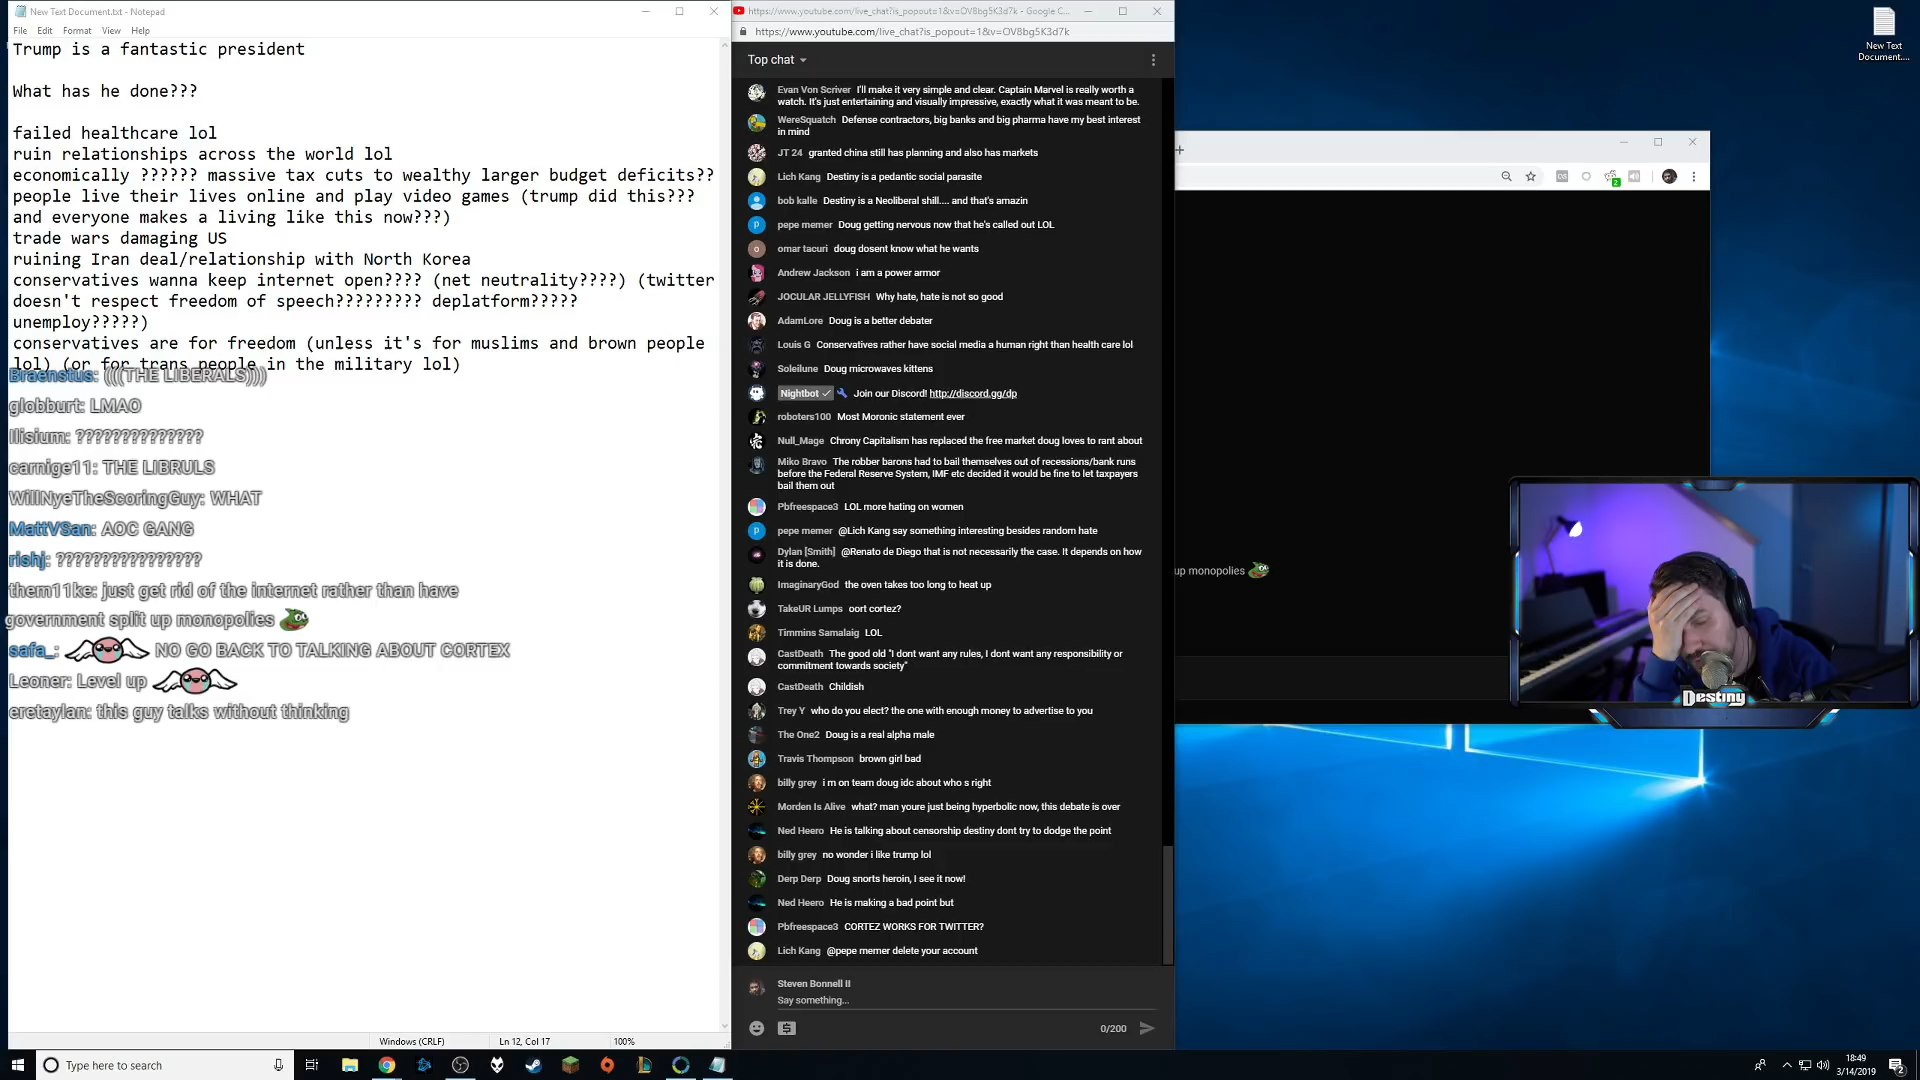 New Text Document.txt - Notepad
File Edit Format View Help
Trump is a fantastic president
What has he done???
failed healthcare lol
ruin relationships across the world lol
economically ?????? massive tax cuts to wealthy larger budget deficits??
people live their lives online and play video games (trump did this???
and everyone makes a living like this now???)
trade wars damaging US
ruining Iran deal/relationship with North Korea
conservatives wanna keep internet open???? (net neutrality????) (twitter
doesn't respect freedom of speech????????? deplatform?????
unemploy?????)
conservatives are for freedom (unless it's for muslims and brown people
lol) (or for trans people in the military lol)
Braenstus: ((((THE LIBERALS))))
globburt: LMAO
Ilisium: ??????????????
carnige11: THE LIBRULS
WillNyeTheScoringGuy: WHAT
MattVSan: AOC GANG
rishj: ????????????????
them11ke: just get rid of the internet rather than have
government split up monopolies
safa_: NO GO BACK TO TALKING ABOUT CORTEX
Leoner: Level up
eretaylan: this guy talks without thinking
Windows (CRLF) Ln 12, Col 17 100%
https://www.youtube.com/live_chat?is_popout=1&v=OV8bg5K3d7k - Google C...
https://www.youtube.com/live_chat?is_popout=1&v=OV8bg5K3d7k
Top chat
Evan Von Scriver I'll make it very simple and clear. Captain Marvel is really worth a
watch. It's just entertaining and visually impressive, exactly what it was meant to be.
WereSquatch Defense contractors, big banks and big pharma have my best interest
in mind
JT 24 granted china still has planning and also has markets
Lich Kang Destiny is a pedantic social parasite
bob kalle Destiny is a Neoliberal shill.... and that's amazin
pepe memer Doug getting nervous now that he's called out LOL
omar tacuri doug dosent know what he wants
Andrew Jackson i am a power armor
JOCULAR JELLYFISH Why hate, hate is not so good
AdamLore Doug is a better debater
Louis G Conservatives rather have social media a human right than health care lol
Soleilune Doug microwaves kittens
Nightbot Join our Discord! http://discord.gg/dp
roboters100 Most Moronic statement ever
Null_Mage Chrony Capitalism has replaced the free market doug loves to rant about
Miko Bravo The robber barons had to bail themselves out of recessions/bank runs
before the Federal Reserve System, IMF etc decided it would be fine to let taxpayers
bail them out
Pbfreespace3 LOL more hating on women
pepe memer @Lich Kang say something interesting besides random hate
Dylan [Smith] @Renato de Diego that is not necessarily the case. It depends on how
it is done.
ImaginaryGod the oven takes too long to heat up
TakeUR Lumps oort cortez?
Timmins Samalaig LOL
CastDeath The good old "I dont want any rules, I dont want any responsibility or
commitment towards society"
CastDeath Childish
Trey Y who do you elect? the one with enough money to advertise to you
The One2 Doug is a real alpha male
Travis Thompson brown girl bad
billy grey i m on team doug idc about who s right
Morden Is Alive what? man youre just being hyperbolic now, this debate is over
Ned Heero He is talking about censorship destiny dont try to dodge the point
billy grey no wonder i like trump lol
Derp Derp Doug snorts heroin, I see it now!
Ned Heero He is making a bad point but
Pbfreespace3 CORTEZ WORKS FOR TWITTER?
Lich Kang @pepe memer delete your account
Steven Bonnell II
Say something...
0/200
up monopolies
Destiny
New Text
Document....
Type here to search
18:49
3/14/2019